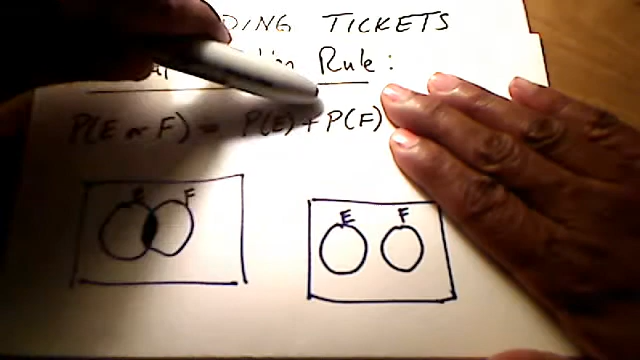 TICKETS
Rule:
P(E or F) = P(E) + P(F)
E F E F